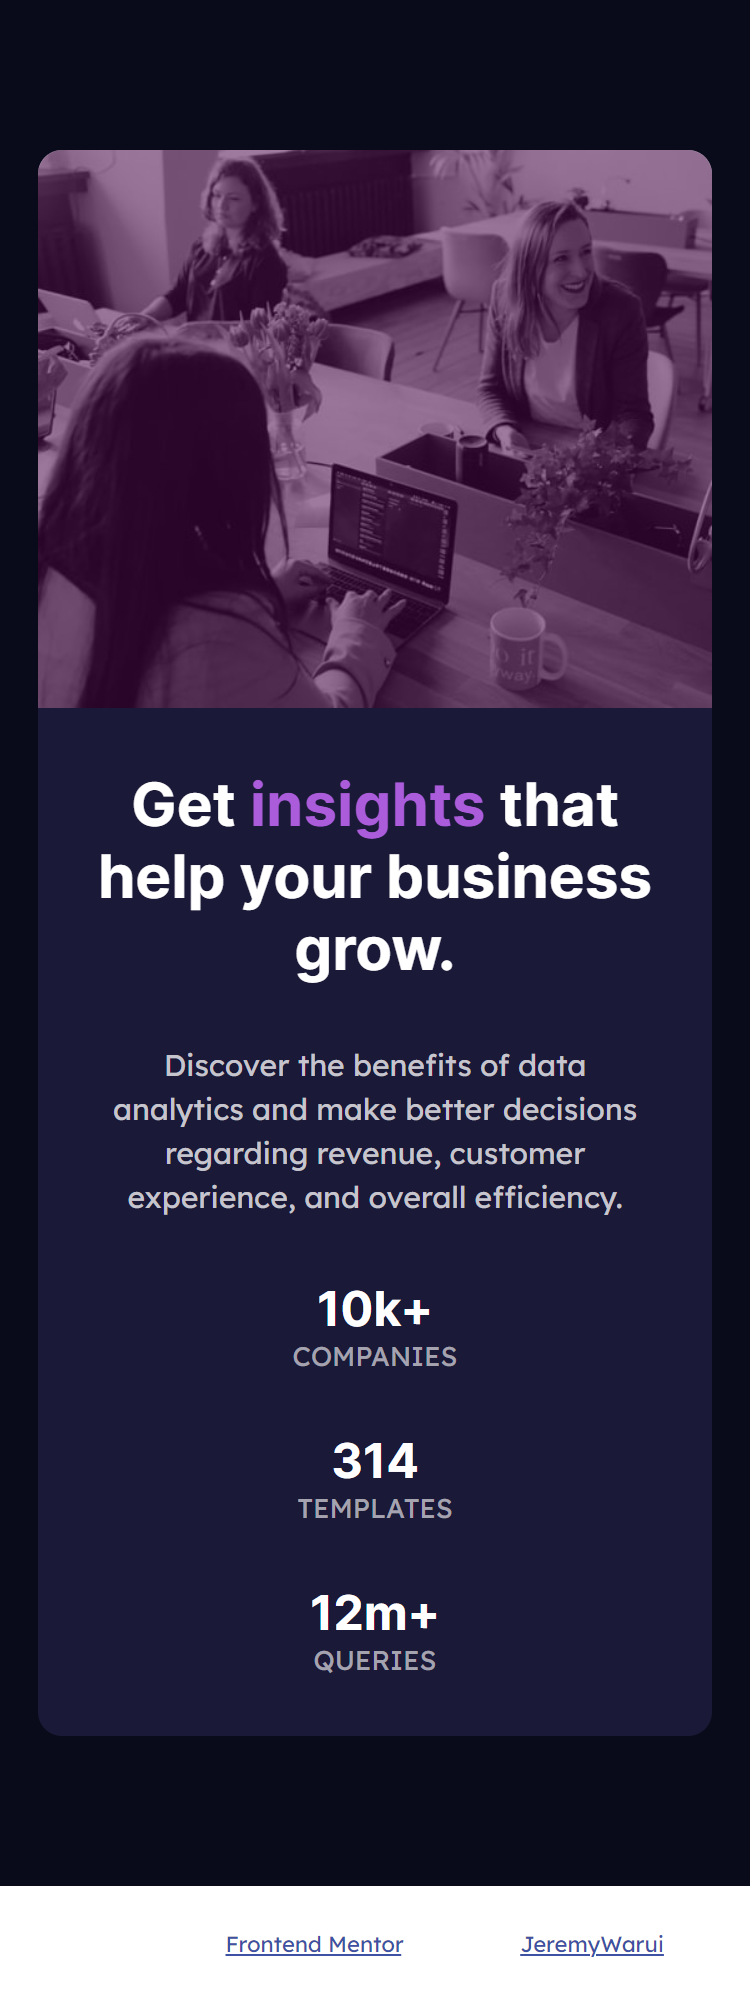 Get insights that
help your business
grow.
Discover the benefits of data
analytics and make better decisions
regarding revenue, customer
experience, and overall efficiency.
10k+
COMPANIES
314
TEMPLATES
12m+
QUERIES
Frontend Mentor JeremyWarui